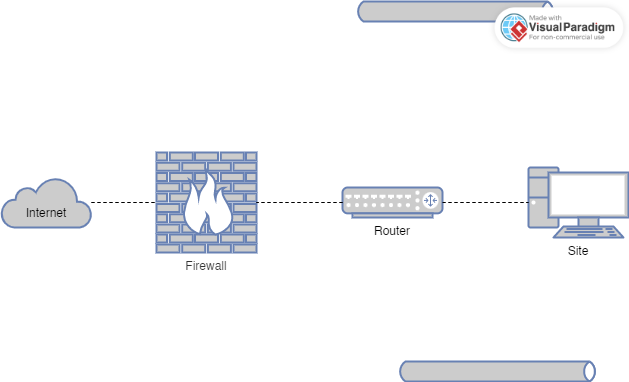 Made with
Visual Paradigm
For non-commercial use
Internet
Firewall
Router
Site